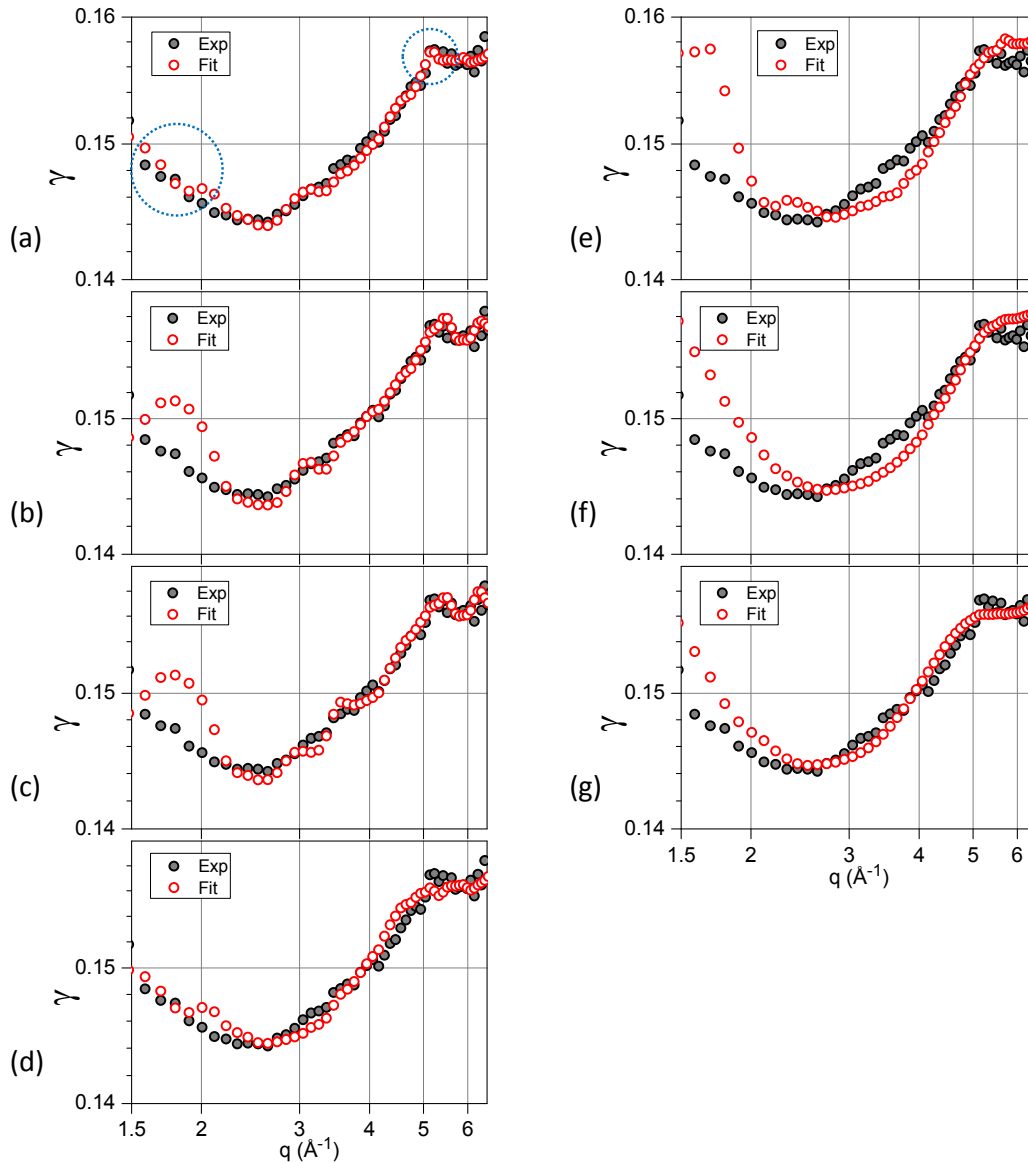 0.16
Exp
Fit
0.15
γ
(a)
0.14
Exp
Fit
0.15
γ
(b)
0.14
Exp
Fit
0.15
γ
(c)
0.14
Exp
Fit
0.15
γ
(d)
0.14
1.5 2 3 4 5 6
q (Å⁻¹)
0.16
Exp
Fit
0.15
γ
(e)
0.14
Exp
Fit
0.15
γ
(f)
0.14
Exp
Fit
0.15
γ
(g)
0.14
1.5 2 3 4 5 6
q (Å⁻¹)